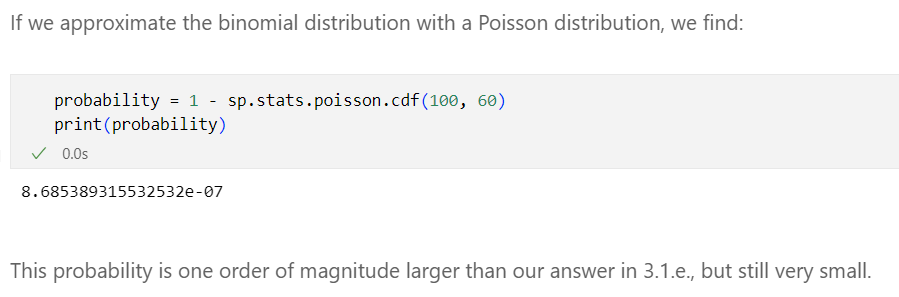 If we approximate the binomial distribution with a Poisson distribution, we find:
probability = 1 - sp.stats.poisson.cdf(100, 60)
print(probability)
✓ 0.0s
8.685389315532532e-07
This probability is one order of magnitude larger than our answer in 3.1.e., but still very small.